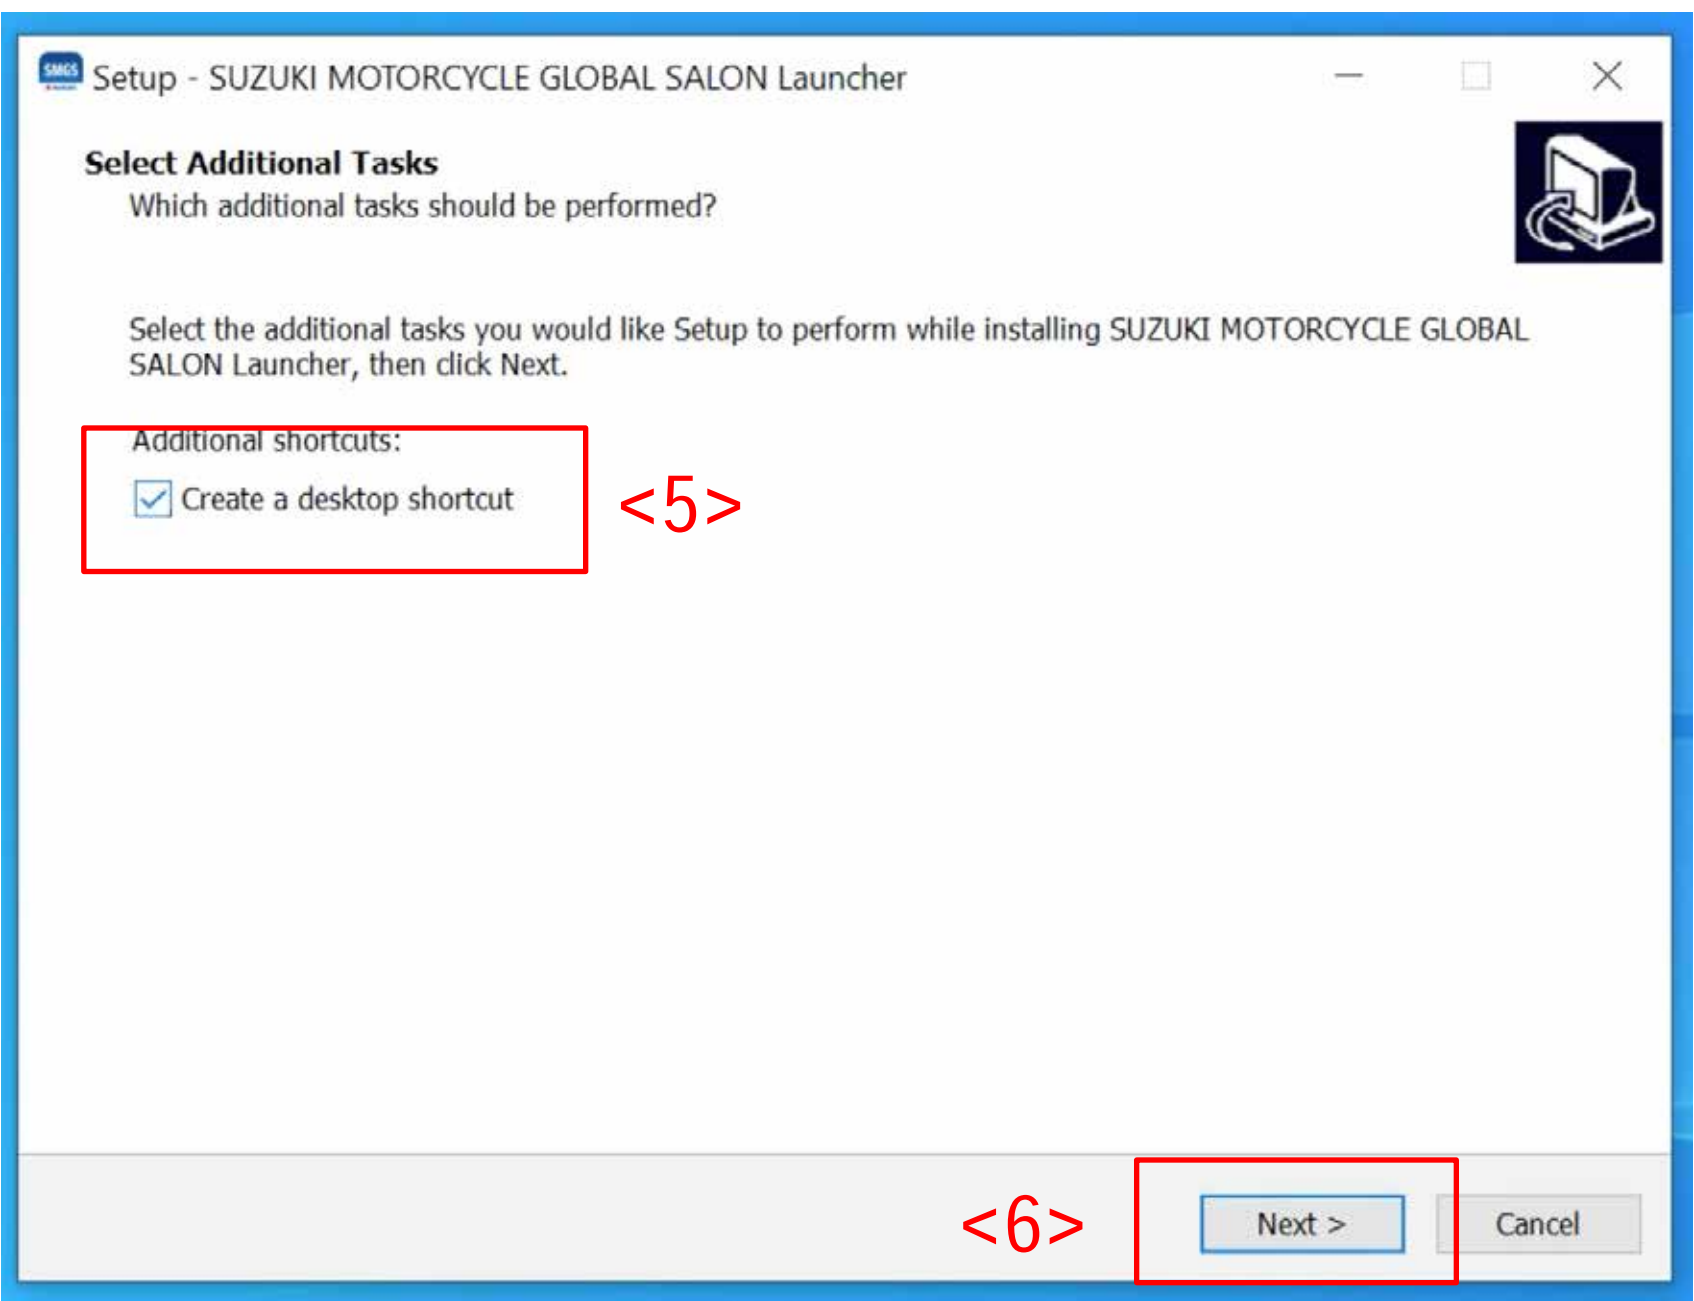 SMGS
Setup - SUZUKI MOTORCYCLE GLOBAL SALON Launcher
Select Additional Tasks
Which additional tasks should be performed?
Select the additional tasks you would like Setup to perform while installing SUZUKI MOTORCYCLE GLOBAL
SALON Launcher, then click Next.
Additional shortcuts:
Create a desktop shortcut
<5>
<6>
Next >
Cancel